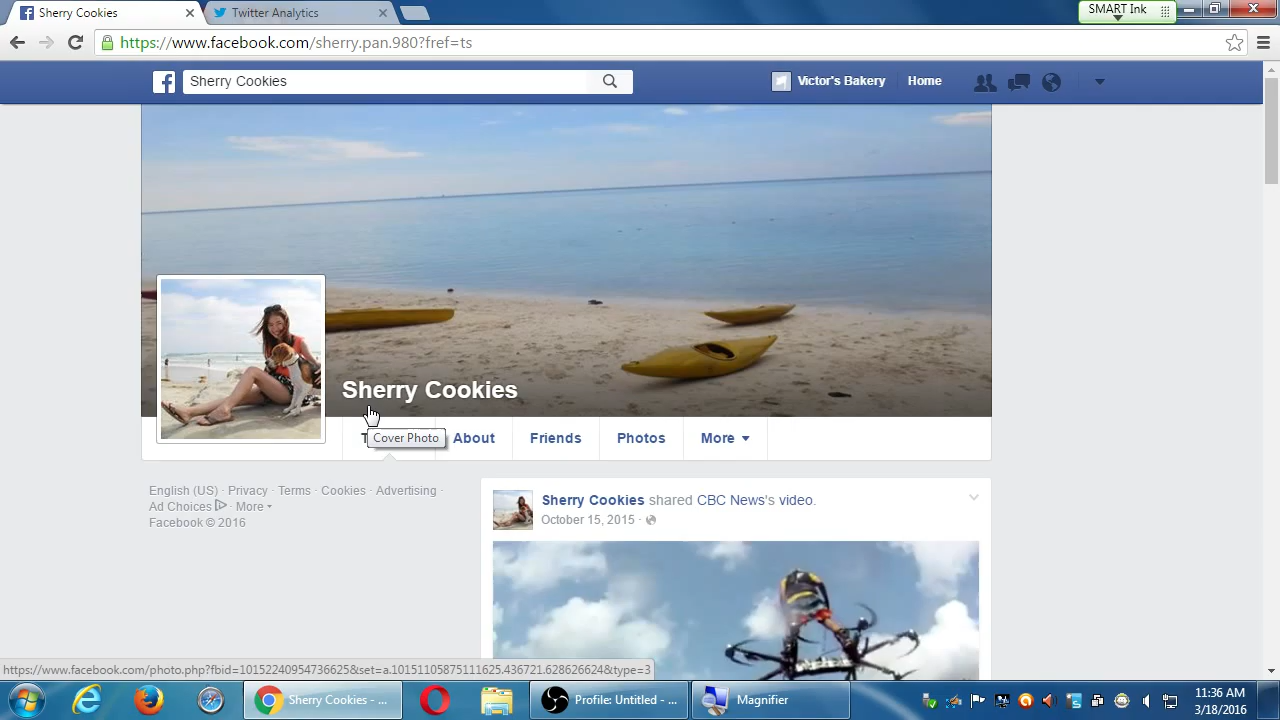 Sherry Cookies
Twitter Analytics
SMART Ink
https://www.facebook.com/sherry.pan.980?fref=ts
Sherry Cookies
Victor's Bakery
Home
Sherry Cookies
T
Cover Photo
About
Friends
Photos
More
English (US) · Privacy · Terms · Cookies · Advertising ·
Ad Choices · More
Facebook © 2016
Sherry Cookies shared CBC News's video.
October 15, 2015 ·
https://www.facebook.com/photo.php?fbid=10152240954736625&set=a.10151105875111625.436721.628626624&type=3
Sherry Cookies - ...
Profile: Untitled - ...
Magnifier
11:36 AM
3/18/2016